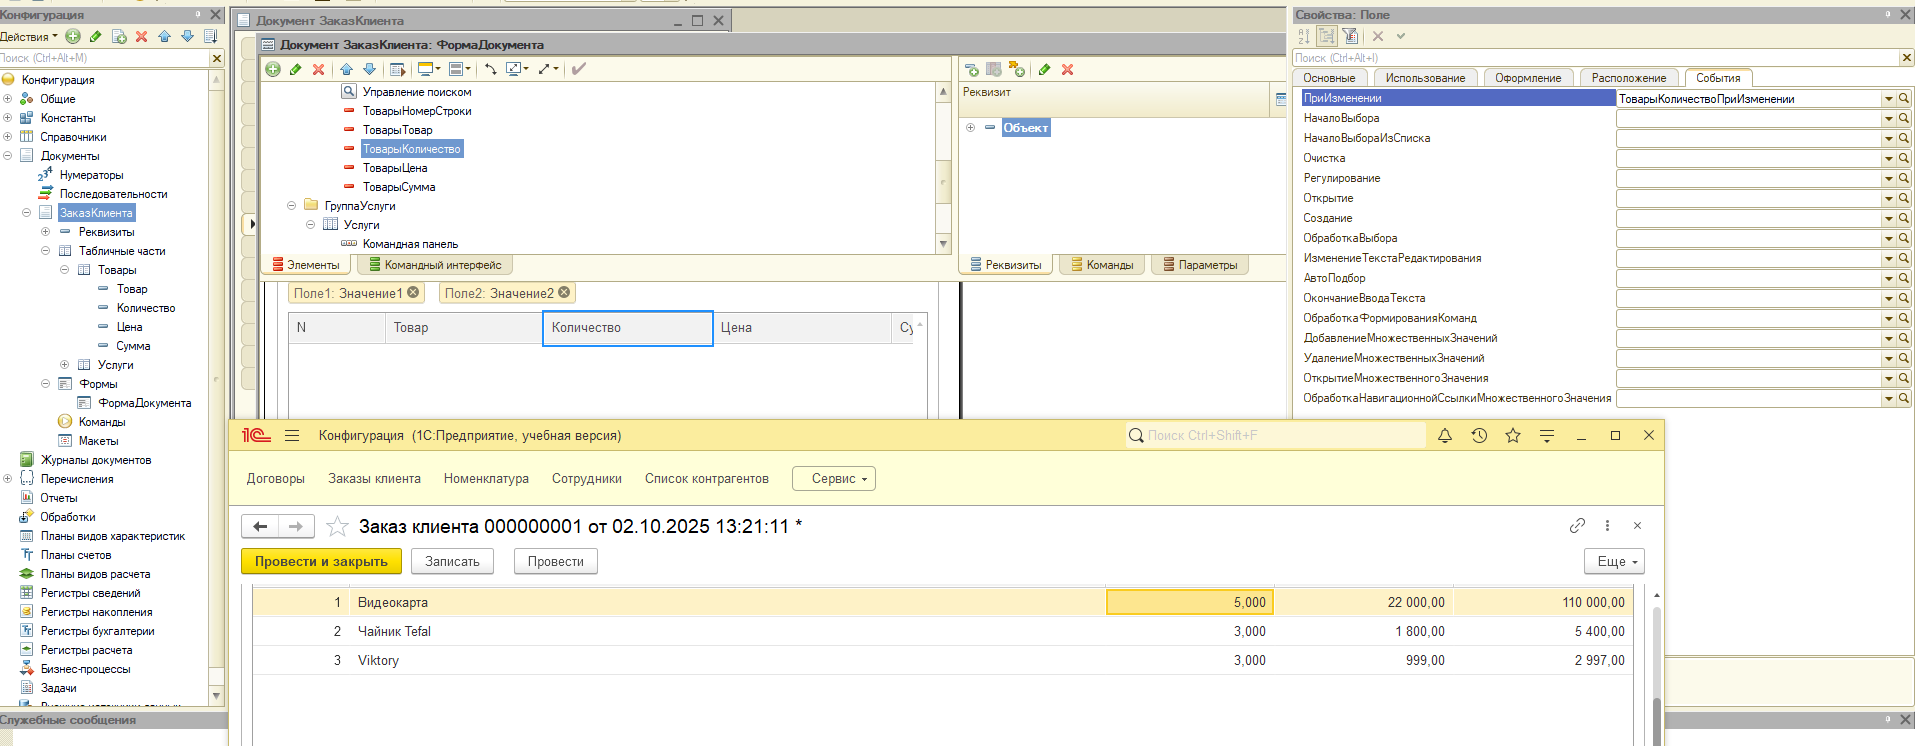 Конфигурация
Действия
Поиск (Ctrl+Alt+M)
Конфигурация
Общие
Константы
Справочники
Документы
Нумераторы
Последовательности
ЗаказКлиента
Реквизиты
Табличные части
Товары
Товар
Количество
Цена
Сумма
Услуги
Формы
ФормаДокумента
Команды
Макеты
Журналы документов
Перечисления
Отчеты
Обработки
Планы видов характеристик
Планы счетов
Планы видов расчета
Регистры сведений
Регистры накопления
Регистры бухгалтерии
Регистры расчета
Бизнес-процессы
Задачи
Служебные сообщения
Документ ЗаказКлиента
Документ ЗаказКлиента: ФормаДокумента
Управление поиском
ТоварыНомерСтроки
ТоварыТовар
ТоварыКоличество
ТоварыЦена
ТоварыСумма
ГруппаУслуги
Услуги
Командная панель
Элементы
Командный интерфейс
Реквизит
Объект
Реквизиты
Команды
Параметры
Поле1: Значение1
Поле2: Значение2
N
Товар
Количество
Цена
Су
Свойства: Поле
Поиск (Ctrl+Alt+I)
Основные
Использование
Оформление
Расположение
События
ПриИзменении
ТоварыКоличествоПриИзменении
НачалоВыбора
НачалоВыбораИзСписка
Очистка
Регулирование
Открытие
Создание
ОбработкаВыбора
ИзменениеТекстаРедактирования
АвтоПодбор
ОкончаниеВводаТекста
ОбработкаФормированияКоманд
ДобавлениеМножественныхЗначений
УдалениеМножественныхЗначений
ОткрытиеМножественногоЗначения
ОбработкаНавигационнойСсылкиМножественногоЗначения
1С
Конфигурация (1С:Предприятие, учебная версия)
Поиск Ctrl+Shift+F
Договоры
Заказы клиента
Номенклатура
Сотрудники
Список контрагентов
Сервис
Заказ клиента 000000001 от 02.10.2025 13:21:11 *
Провести и закрыть
Записать
Провести
Еще
1 Видеокарта 5,000 22 000,00 110 000,00
2 Чайник Tefal 3,000 1 800,00 5 400,00
3 Viktory 3,000 999,00 2 997,00